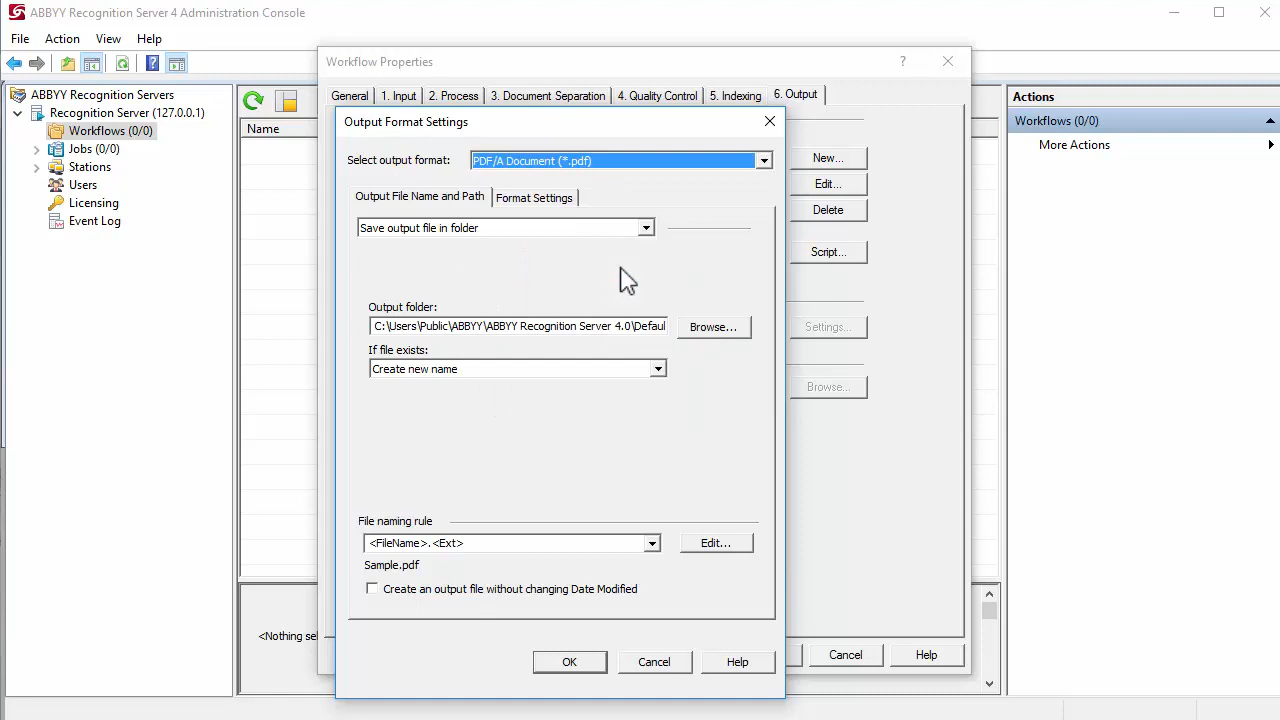 ABBYY Recognition Server 4 Administration Console
File Action View Help
ABBYY Recognition Servers
Recognition Server (127.0.0.1)
Workflows (0/0)
Jobs (0/0)
Stations
Users
Licensing
Event Log
Name
<Nothing sel
Workflow Properties
General 1. Input 2. Process 3. Document Separation 4. Quality Control 5. Indexing 6. Output
New...
Edit...
Delete
Script...
Settings...
Browse...
Cancel Help
Output Format Settings
Select output format: PDF/A Document (*.pdf)
Output File Name and Path Format Settings
Save output file in folder
Output folder:
C:\Users\Public\ABBYY\ABBYY Recognition Server 4.0\Defaul
Browse...
If file exists:
Create new name
File naming rule
<FileName>.<Ext>
Edit...
Sample.pdf
Create an output file without changing Date Modified
OK Cancel Help
Actions
Workflows (0/0)
More Actions